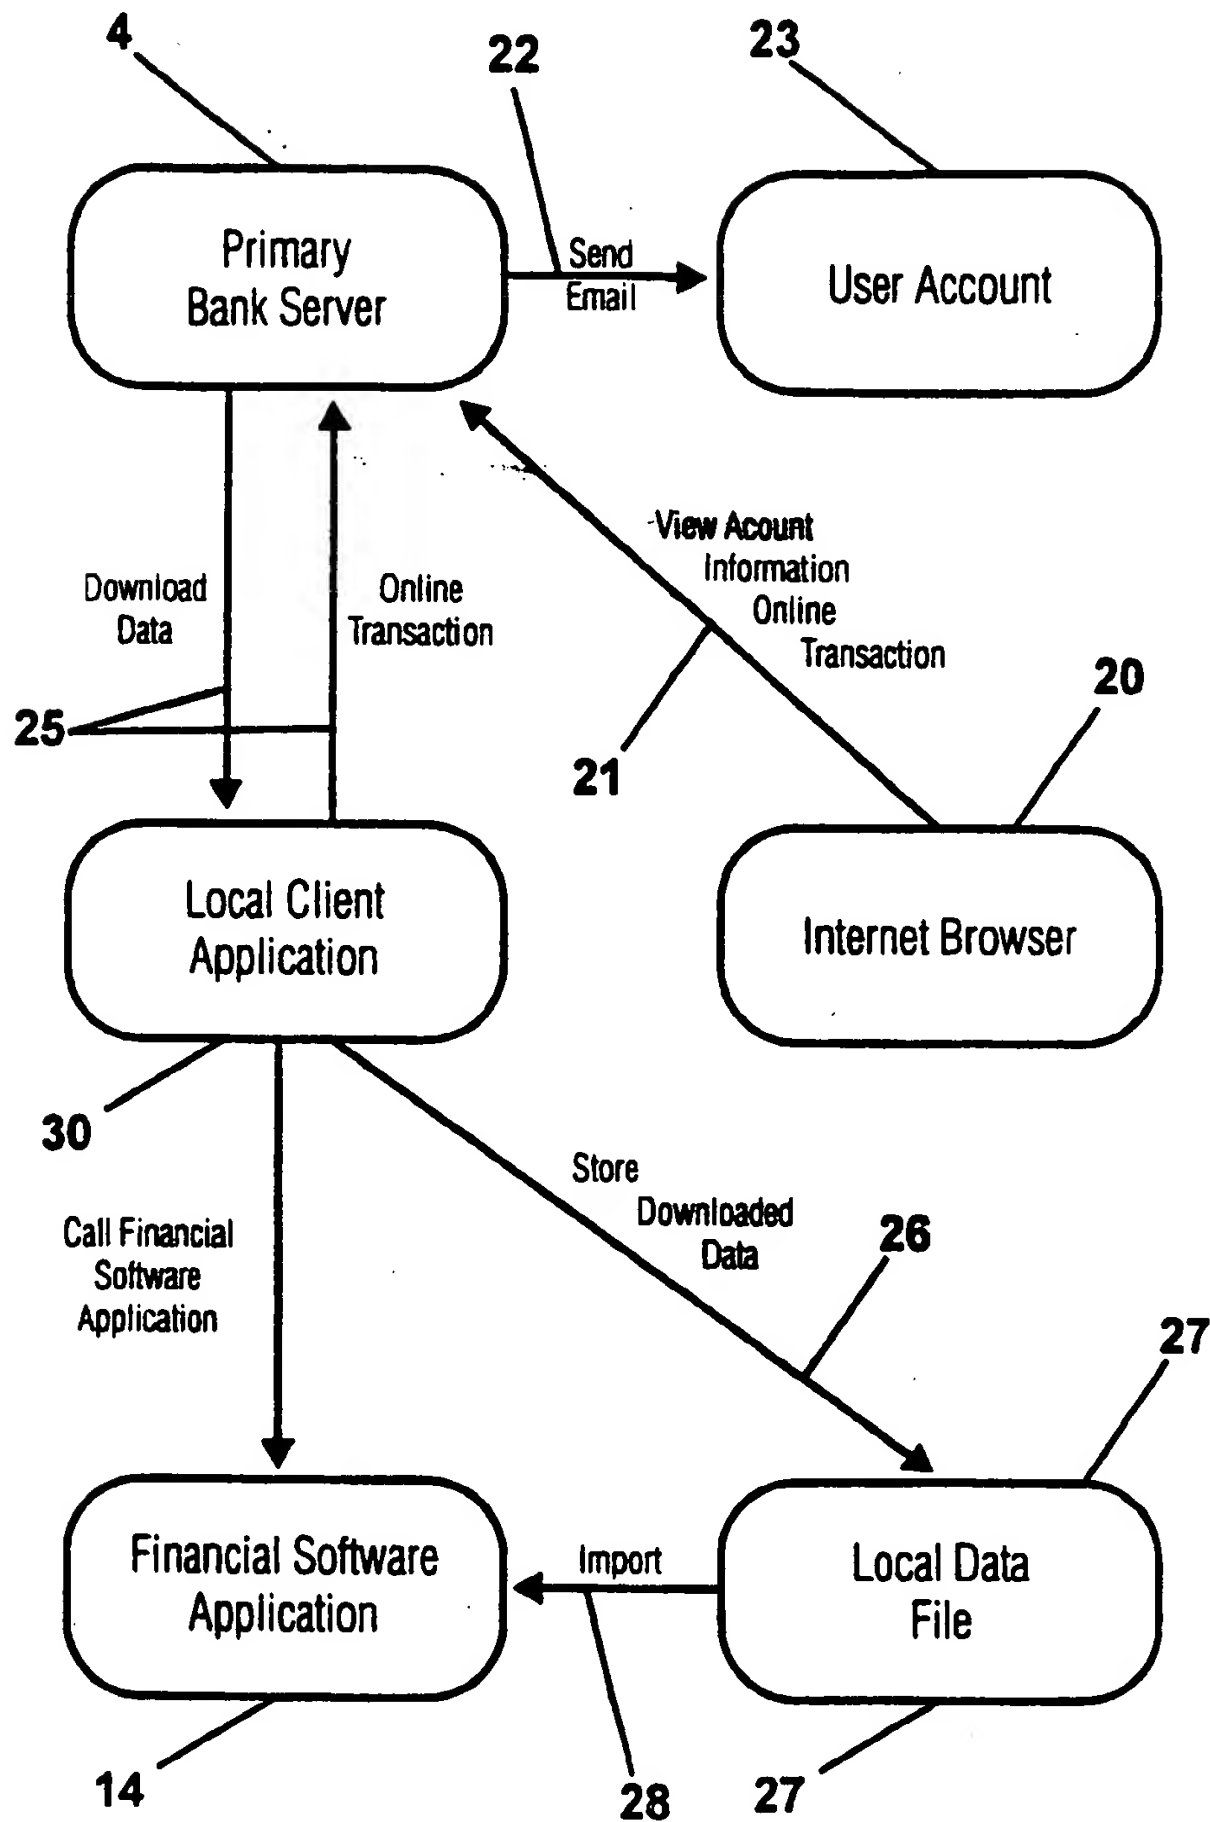 4
22
23
Primary
Bank Server
Send
Email
User Account
View Acount
Information
Online
Transaction
Download
Data
Online
Transaction
25
21
20
Local Client
Application
Internet Browser
30
Store
Downloaded
Data
Call Financial
Software
Application
26
27
Financial Software
Application
Import
Local Data
File
14
28
27